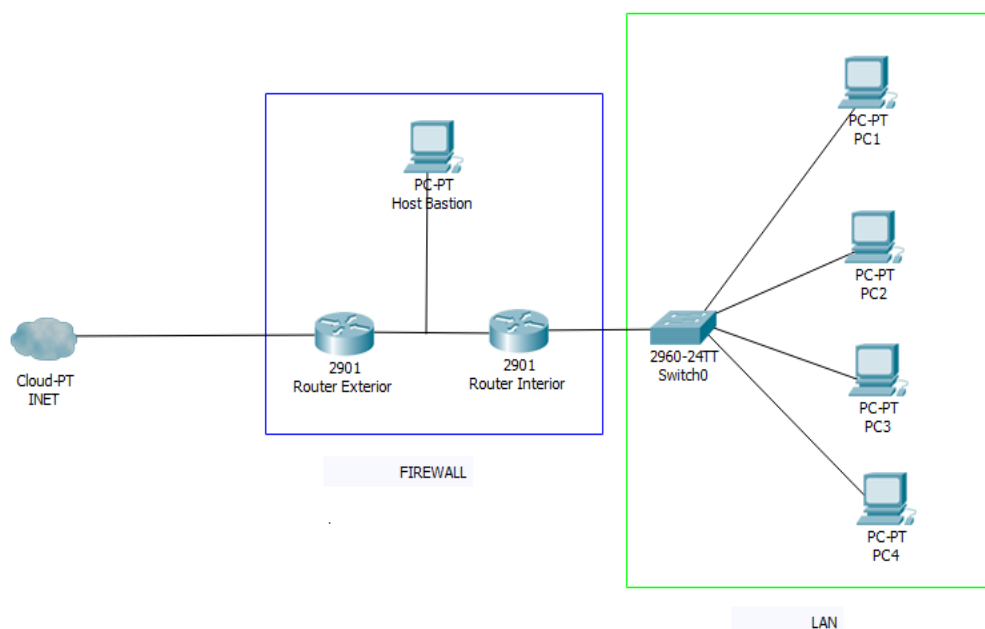 PC-PT
PC1
PC-PT
Host Bastion
PC-PT
PC2
Cloud-PT
INET
2901
Router Exterior
2901
Router Interior
2960-24TT
Switch0
PC-PT
PC3
FIREWALL
PC-PT
PC4
LAN